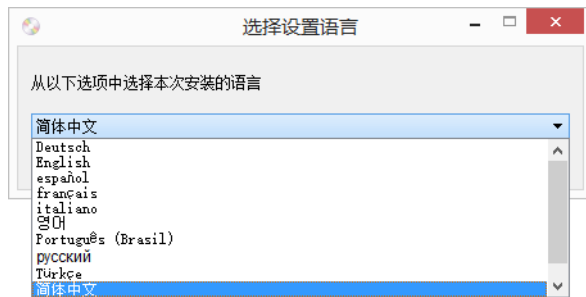 选择设置语言
从以下选项中选择本次安装的语言
简体中文
Deutsch
English
español
français
italiano
영어
Português (Brasil)
русский
Türkçe
简体中文